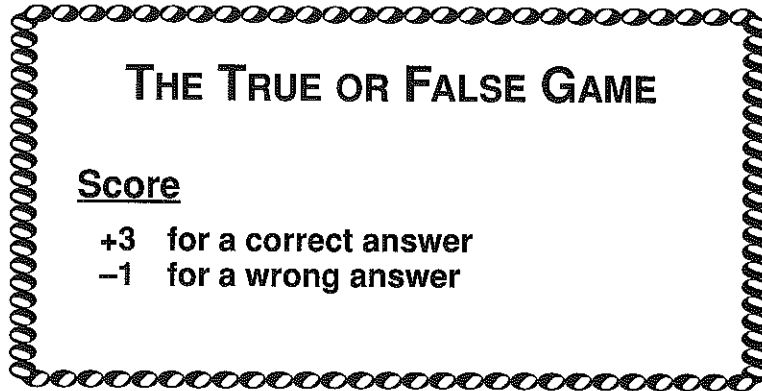 THE TRUE OR FALSE GAME
Score
+3 for a correct answer
–1 for a wrong answer